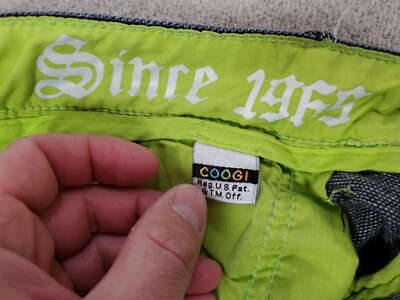 Since 1969
COOGI
Reg. U.S. Pat.
& T.M. Off.